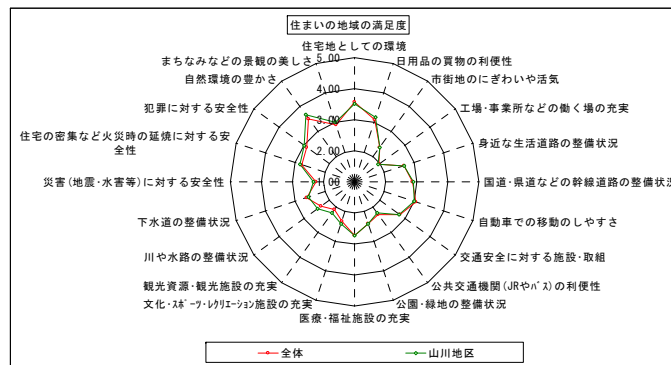 住まいの地域の満足度
住宅地としての環境
まちなみなどの景観の美しさ
日用品の買物の利便性
自然環境の豊かさ
市街地のにぎわいや活気
犯罪に対する安全性
工場・事業所などの働く場の充実
住宅の密集など火災時の延焼に対する安
全性
身近な生活道路の整備状況
災害(地震・水害等)に対する安全性
国道・県道などの幹線道路の整備状況
下水道の整備状況
自動車での移動のしやすさ
川や水路の整備状況
交通安全に対する施設・取組
観光資源・観光施設の充実
公共交通機関(JRやバス)の利便性
文化・スポーツ・レクリエーション施設の充実
公園・緑地の整備状況
医療・福祉施設の充実
5.00
4.00
3.00
2.00
1.00
全体
山川地区